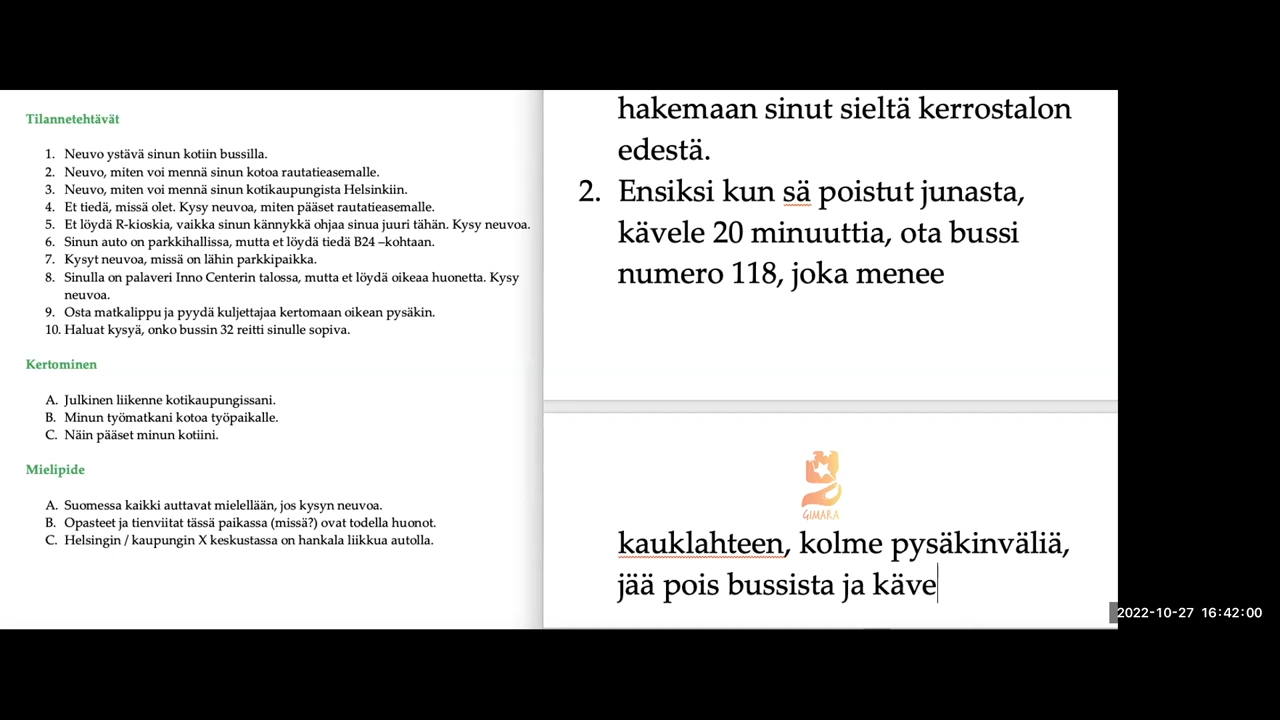 Tilannetehtävät
1. Neuvo ystävä sinun kotiin bussilla.
2. Neuvo, miten voi mennä sinun kotoa rautatieasemalle.
3. Neuvo, miten voi mennä sinun kotikaupungista Helsinkiin.
4. Et tiedä, missä olet. Kysy neuvoa, miten pääset rautatieasemalle.
5. Et löydä R-kioskia, vaikka sinun kännykkä ohjaa sinua juuri tähän. Kysy neuvoa.
6. Sinun auto on parkkihallissa, mutta et löydä tiedä B24 –kohtaan.
7. Kysyt neuvoa, missä on lähin parkkipaikka.
8. Sinulla on palaveri Inno Centerin talossa, mutta et löydä oikeaa huonetta. Kysy
neuvoa.
9. Osta matkalippu ja pyydä kuljettajaa kertomaan oikean pysäkin.
10. Haluat kysyä, onko bussin 32 reitti sinulle sopiva.
Kertominen
A. Julkinen liikenne kotikaupungissani.
B. Minun työmatkani kotoa työpaikalle.
C. Näin pääset minun kotiini.
Mielipide
A. Suomessa kaikki auttavat mielellään, jos kysyn neuvoa.
B. Opasteet ja tienviitat tässä paikassa (missä?) ovat todella huonot.
C. Helsingin / kaupungin X keskustassa on hankala liikkua autolla.
hakemaan sinut sieltä kerrostalon
edestä.
2. Ensiksi kun sä poistut junasta,
kävele 20 minuuttia, ota bussi
numero 118, joka menee
GIMARA
kauklahteen, kolme pysäkinväliä,
jää pois bussista ja käve
2022-10-27 16:42:00